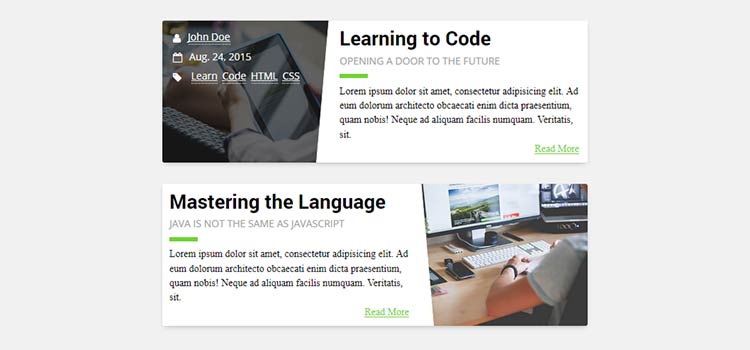 John Doe
Aug. 24, 2015
Learn Code HTML CSS
Learning to Code
OPENING A DOOR TO THE FUTURE
Lorem ipsum dolor sit amet, consectetur adipisicing elit. Ad
eum dolorum architecto obcaecati enim dicta praesentium,
quam nobis! Neque ad aliquam facilis numquam. Veritatis,
sit.
Read More
Mastering the Language
JAVA IS NOT THE SAME AS JAVASCRIPT
Lorem ipsum dolor sit amet, consectetur adipisicing elit. Ad
eum dolorum architecto obcaecati enim dicta praesentium,
quam nobis! Neque ad aliquam facilis numquam. Veritatis,
sit.
Read More